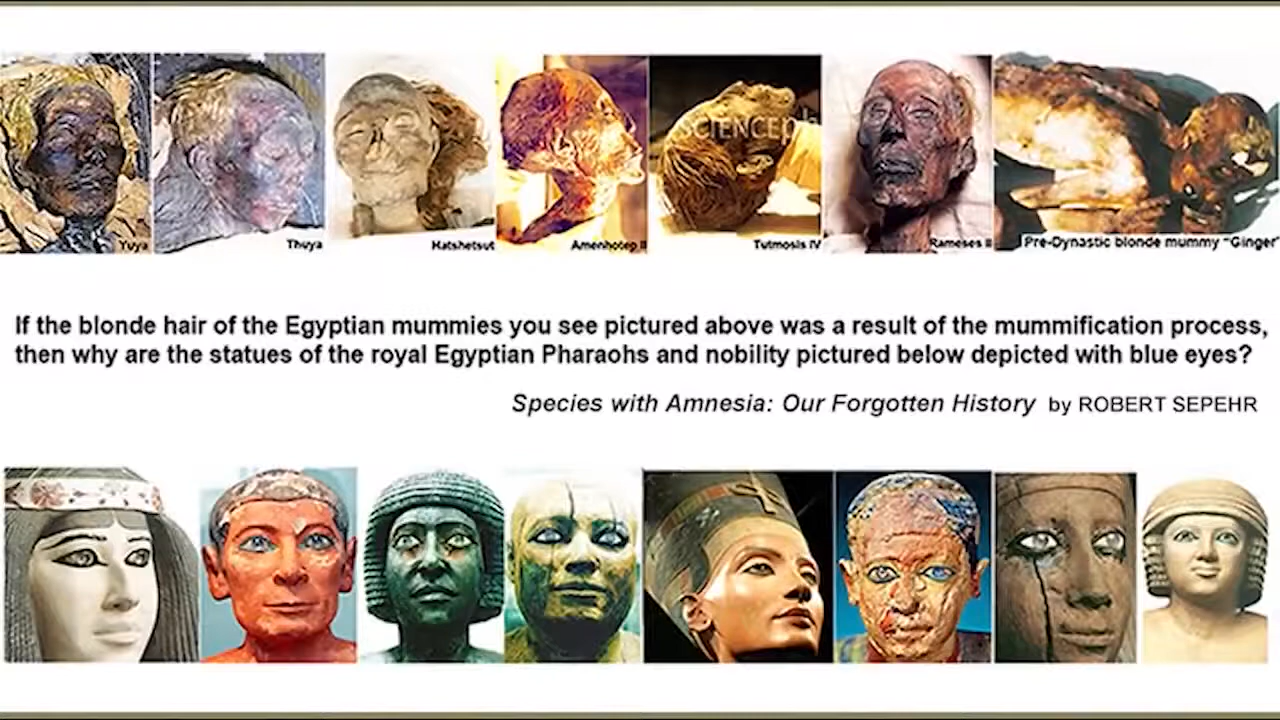 SCIENCEph
Yuya
Thuya
Hatshetsut
Amenhotep II
Tutmosis IV
Rameses II
Pre-Dynastic blonde mummy "Ginger"
If the blonde hair of the Egyptian mummies you see pictured above was a result of the mummification process,
then why are the statues of the royal Egyptian Pharaohs and nobility pictured below depicted with blue eyes?
Species with Amnesia: Our Forgotten History by ROBERT SEPEHR